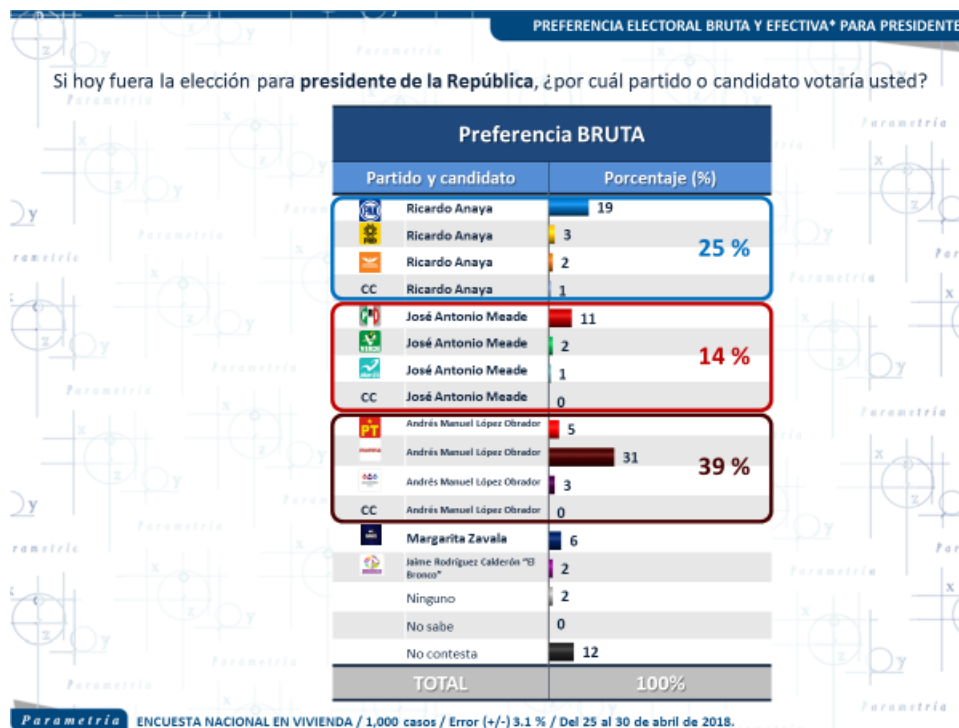 PREFERENCIA ELECTORAL BRUTA Y EFECTIVA* PARA PRESIDENTE
Si hoy fuera la elección para presidente de la República, ¿por cuál partido o candidato votaría usted?
Preferencia BRUTA
Partido y candidato Porcentaje (%)
PAN Ricardo Anaya 19
PRD Ricardo Anaya 3
Ricardo Anaya 2
CC Ricardo Anaya 1
25 %
PRI José Antonio Meade 11
VERDE José Antonio Meade 2
José Antonio Meade 1
CC José Antonio Meade 0
14 %
PT Andrés Manuel López Obrador 5
morena Andrés Manuel López Obrador 31
Andrés Manuel López Obrador 3
CC Andrés Manuel López Obrador 0
39 %
Margarita Zavala 6
Jaime Rodríguez Calderón "El
Bronco" 2
Ninguno 2
No sabe 0
No contesta 12
TOTAL 100%
Parametría ENCUESTA NACIONAL EN VIVIENDA / 1,000 casos / Error (+/-) 3.1 % / Del 25 al 30 de abril de 2018.